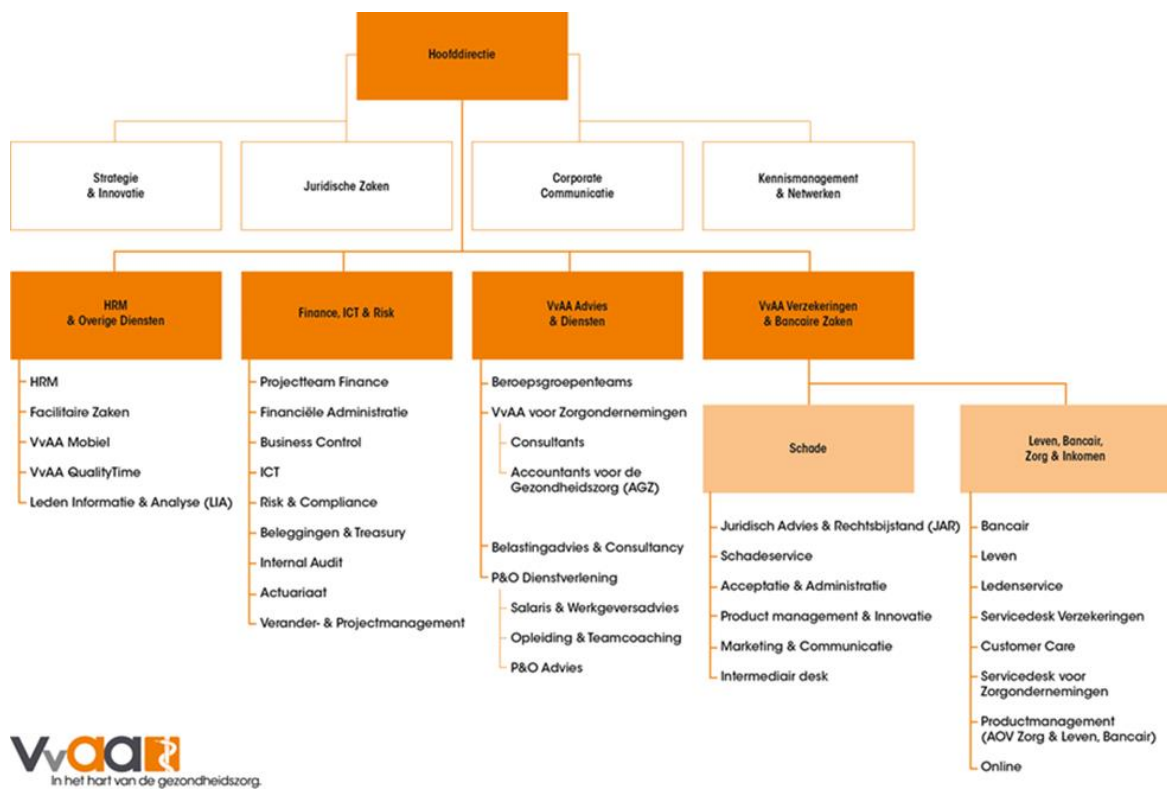 Hoofddirectie
Strategie
& Innovatie
Juridische Zaken
Corporate
Communicatie
Kennismanagement
& Netwerken
HRM
& Overige Diensten
Finance, ICT & Risk
VvAA Advies
& Diensten
VvAA Verzekeringen
& Bancaire Zaken
HRM
Facilitaire Zaken
VvAA Mobiel
VvAA QualityTime
Leden Informatie & Analyse (LIA)
Projectteam Finance
Financiële Administratie
Business Control
ICT
Risk & Compliance
Beleggingen & Treasury
Internal Audit
Actuariaat
Verander- & Projectmanagement
Beroepsgroepenteams
VvAA voor Zorgondernemingen
Consultants
Accountants voor de
Gezondheidszorg (AGZ)
Belastingadvies & Consultancy
P&O Dienstverlening
Salaris & Werkgeversadvies
Opleiding & Teamcoaching
P&O Advies
Schade
Juridisch Advies & Rechtsbijstand (JAR)
Schadeservice
Acceptatie & Administratie
Product management & Innovatie
Marketing & Communicatie
Intermediair desk
Leven, Bancair,
Zorg & Inkomen
Bancair
Leven
Ledenservice
Servicedesk Verzekeringen
Customer Care
Servicedesk voor
Zorgondernemingen
Productmanagement
(AOV Zorg & Leven, Bancair)
Online
VvAA
In het hart van de gezondheidszorg.